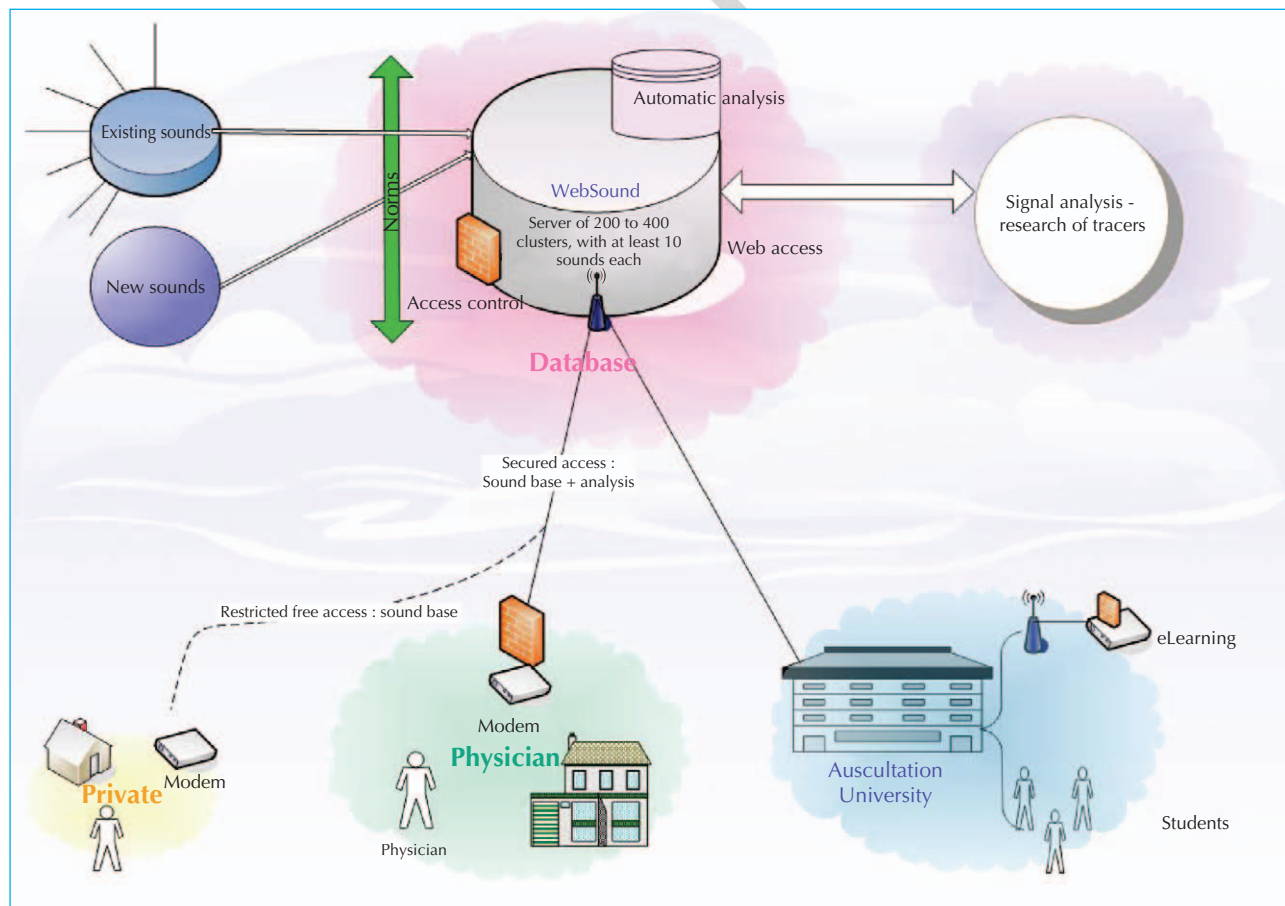 Automatic analysis
Existing sounds
Norms
WebSound
Server of 200 to 400
clusters, with at least 10
sounds each
Signal analysis -
research of tracers
Web access
New sounds
Access control
Database
Secured access :
Sound base + analysis
Restricted free access : sound base
eLearning
Modem
Physician
Modem
Private
Auscultation
University
Students
Physician